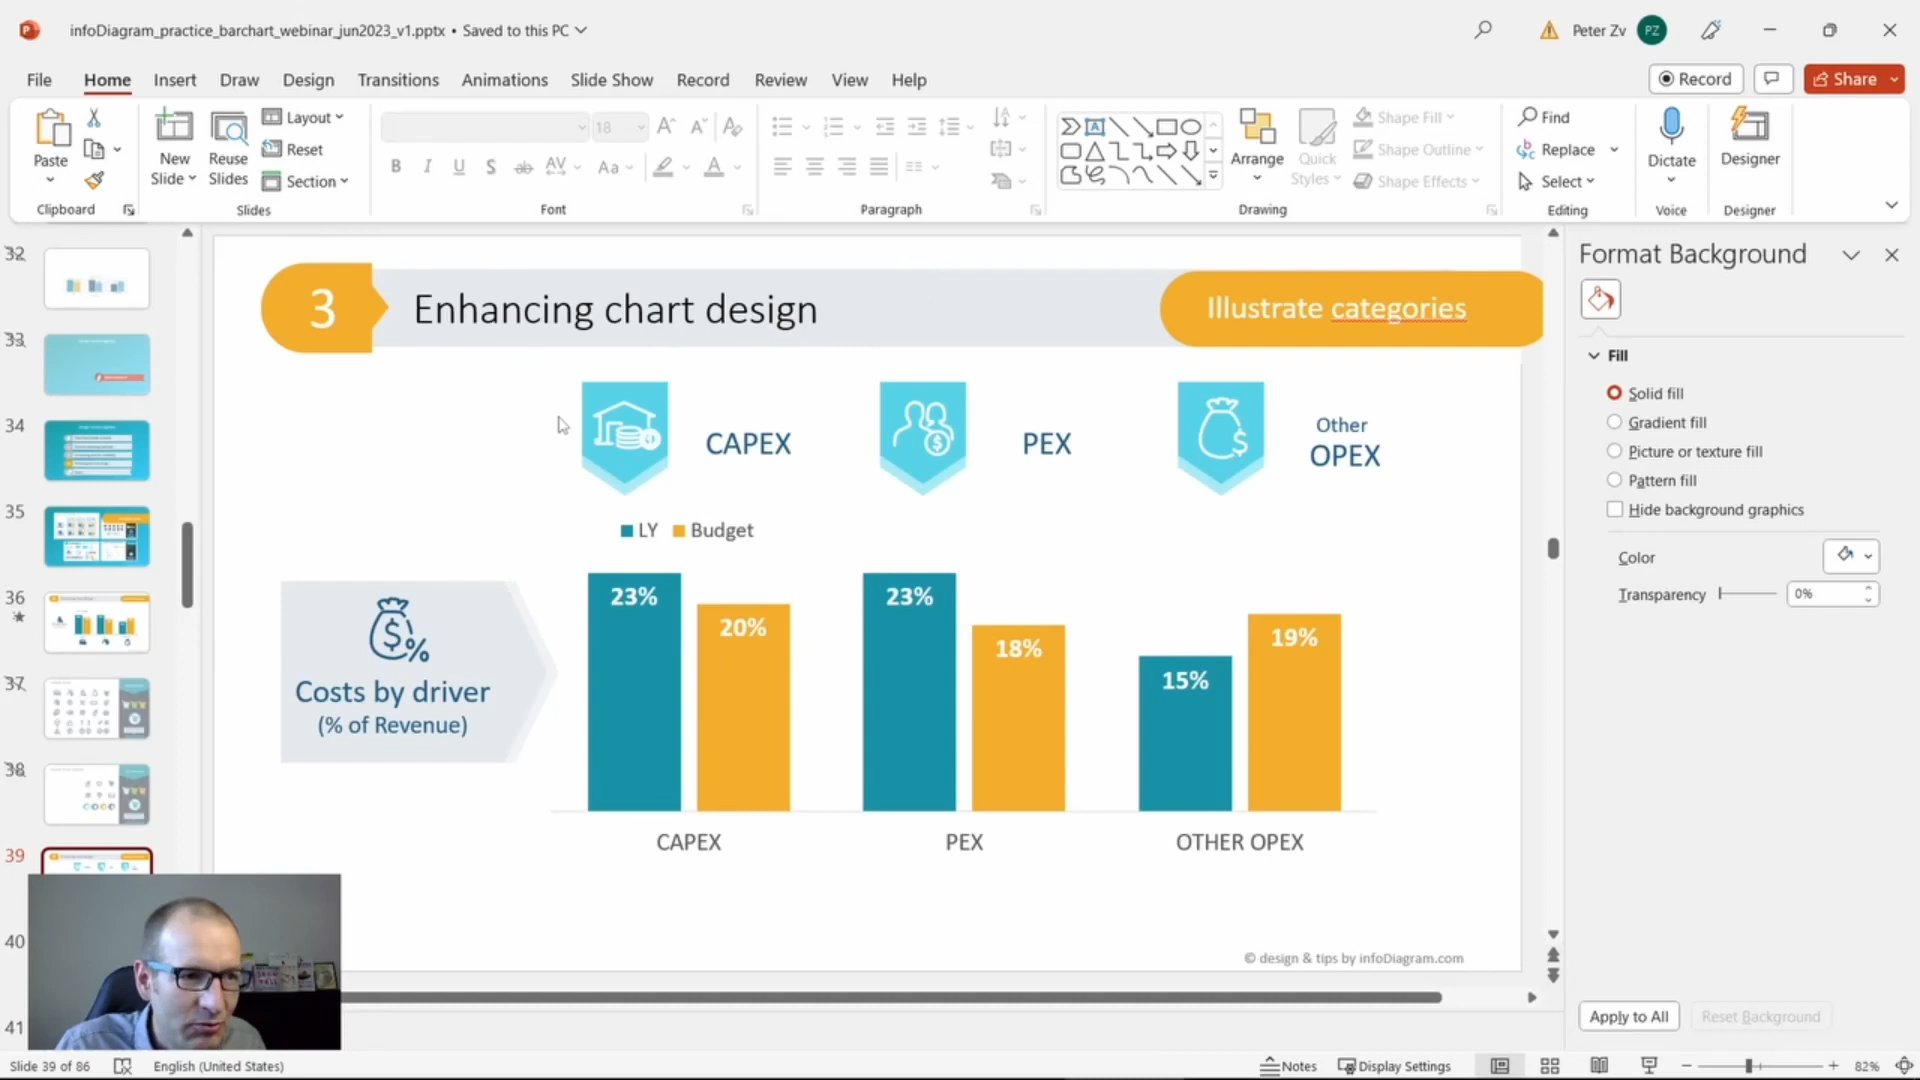 infoDiagram_practice_barchart_webinar_jun2023_v1.pptx • Saved to this PC
Peter Zv
PZ
File
Home
Insert
Draw
Design
Transitions
Animations
Slide Show
Record
Review
View
Help
Record
Share
Paste
Clipboard
New
Slide
Reuse
Slides
Layout
Reset
Section
Slides
18
Font
Paragraph
Arrange
Quick
Styles
Shape Fill
Shape Outline
Shape Effects
Drawing
Find
Replace
Select
Editing
Dictate
Voice
Designer
Designer
32
33
34
35
36
37
38
39
40
41
3
Enhancing chart design
Illustrate categories
CAPEX
PEX
Other
OPEX
LY
Budget
Costs by driver
(% of Revenue)
23%
20%
23%
18%
15%
19%
CAPEX
PEX
OTHER OPEX
© design & tips by infoDiagram.com
Format Background
Fill
Solid fill
Gradient fill
Picture or texture fill
Pattern fill
Hide background graphics
Color
Transparency
0%
Apply to All
Reset Background
Slide 39 of 86
English (United States)
Notes
Display Settings
82%